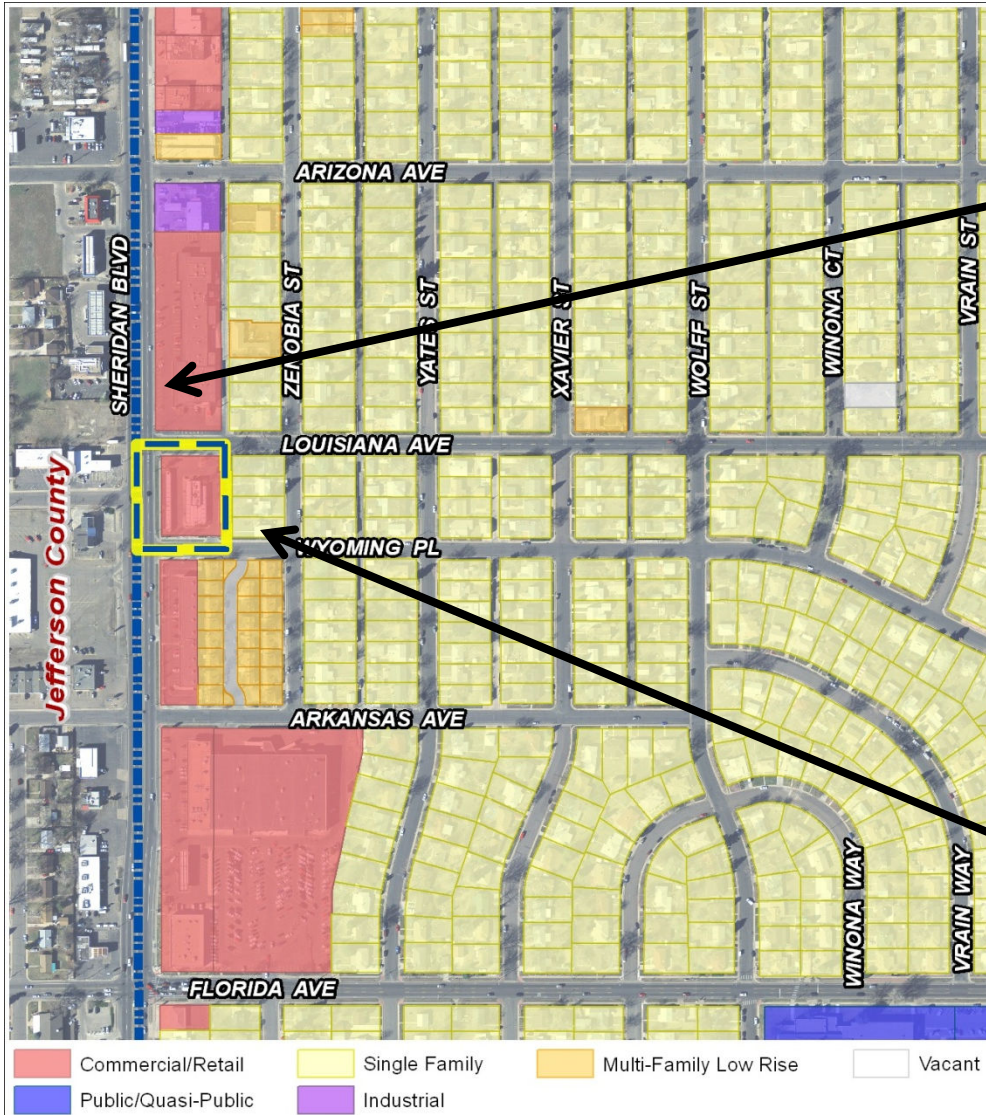 ARIZONA AVE
SHERIDAN BLVD
ZENOBIA ST
YATES ST
XAVIER ST
WOLFF ST
WINONA CT
VRAIN ST
LOUISIANA AVE
Jefferson County
WYOMING PL
ARKANSAS AVE
WINONA WAY
VRAIN WAY
FLORIDA AVE
Commercial/Retail
Single Family
Multi-Family Low Rise
Vacant
Public/Quasi-Public
Industrial